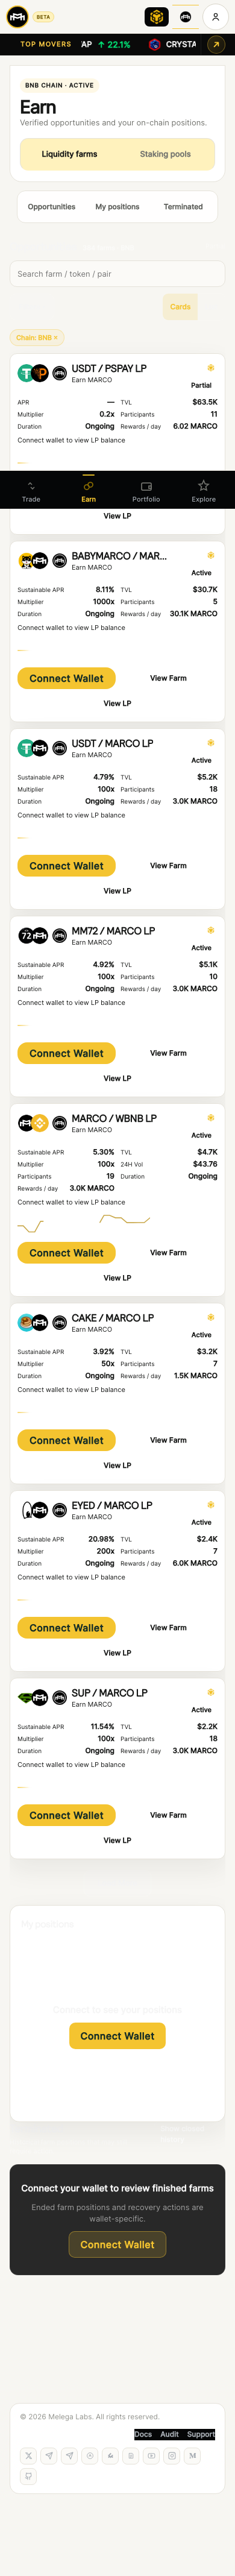 BETA
TOP MOVERS
AP ↑ 22.1%
CRYSTA
BNB CHAIN · ACTIVE
Earn
Verified opportunities and your on-chain positions.
Liquidity farms
Staking pools
Opportunities
My positions
Terminated
Search farm / token / pair
Cards
Chain: BNB ×
USDT / PSPAY LP
Earn MARCO
Partial
APR —
TVL $63.5K
Multiplier 0.2x
Participants 11
Duration Ongoing
Rewards / day 6.02 MARCO
Connect wallet to view LP balance
Trade
Earn
Portfolio
Explore
View LP
BABYMARCO / MAR...
Earn MARCO
Active
Sustainable APR 8.11%
TVL $30.7K
Multiplier 1000x
Participants 5
Duration Ongoing
Rewards / day 30.1K MARCO
Connect wallet to view LP balance
Connect Wallet
View Farm
View LP
USDT / MARCO LP
Earn MARCO
Active
Sustainable APR 4.79%
TVL $5.2K
Multiplier 100x
Participants 18
Duration Ongoing
Rewards / day 3.0K MARCO
Connect wallet to view LP balance
Connect Wallet
View Farm
View LP
72
MM72 / MARCO LP
Earn MARCO
Active
Sustainable APR 4.92%
TVL $5.1K
Multiplier 100x
Participants 10
Duration Ongoing
Rewards / day 3.0K MARCO
Connect wallet to view LP balance
Connect Wallet
View Farm
View LP
MARCO / WBNB LP
Earn MARCO
Active
Sustainable APR 5.30%
TVL $4.7K
Multiplier 100x
24H Vol $43.76
Participants 19
Duration Ongoing
Rewards / day 3.0K MARCO
Connect wallet to view LP balance
Connect Wallet
View Farm
View LP
CAKE / MARCO LP
Earn MARCO
Active
Sustainable APR 3.92%
TVL $3.2K
Multiplier 50x
Participants 7
Duration Ongoing
Rewards / day 1.5K MARCO
Connect wallet to view LP balance
Connect Wallet
View Farm
View LP
EYED / MARCO LP
Earn MARCO
Active
Sustainable APR 20.98%
TVL $2.4K
Multiplier 200x
Participants 7
Duration Ongoing
Rewards / day 6.0K MARCO
Connect wallet to view LP balance
Connect Wallet
View Farm
View LP
SUP / MARCO LP
Earn MARCO
Active
Sustainable APR 11.54%
TVL $2.2K
Multiplier 100x
Participants 18
Duration Ongoing
Rewards / day 3.0K MARCO
Connect wallet to view LP balance
Connect Wallet
View Farm
View LP
My positions
Connect to see your positions
Connect Wallet
Connect your wallet to review finished farms
Ended farm positions and recovery actions are
wallet-specific.
Connect Wallet
© 2026 Melega Labs. All rights reserved.
Docs
Audit
Support